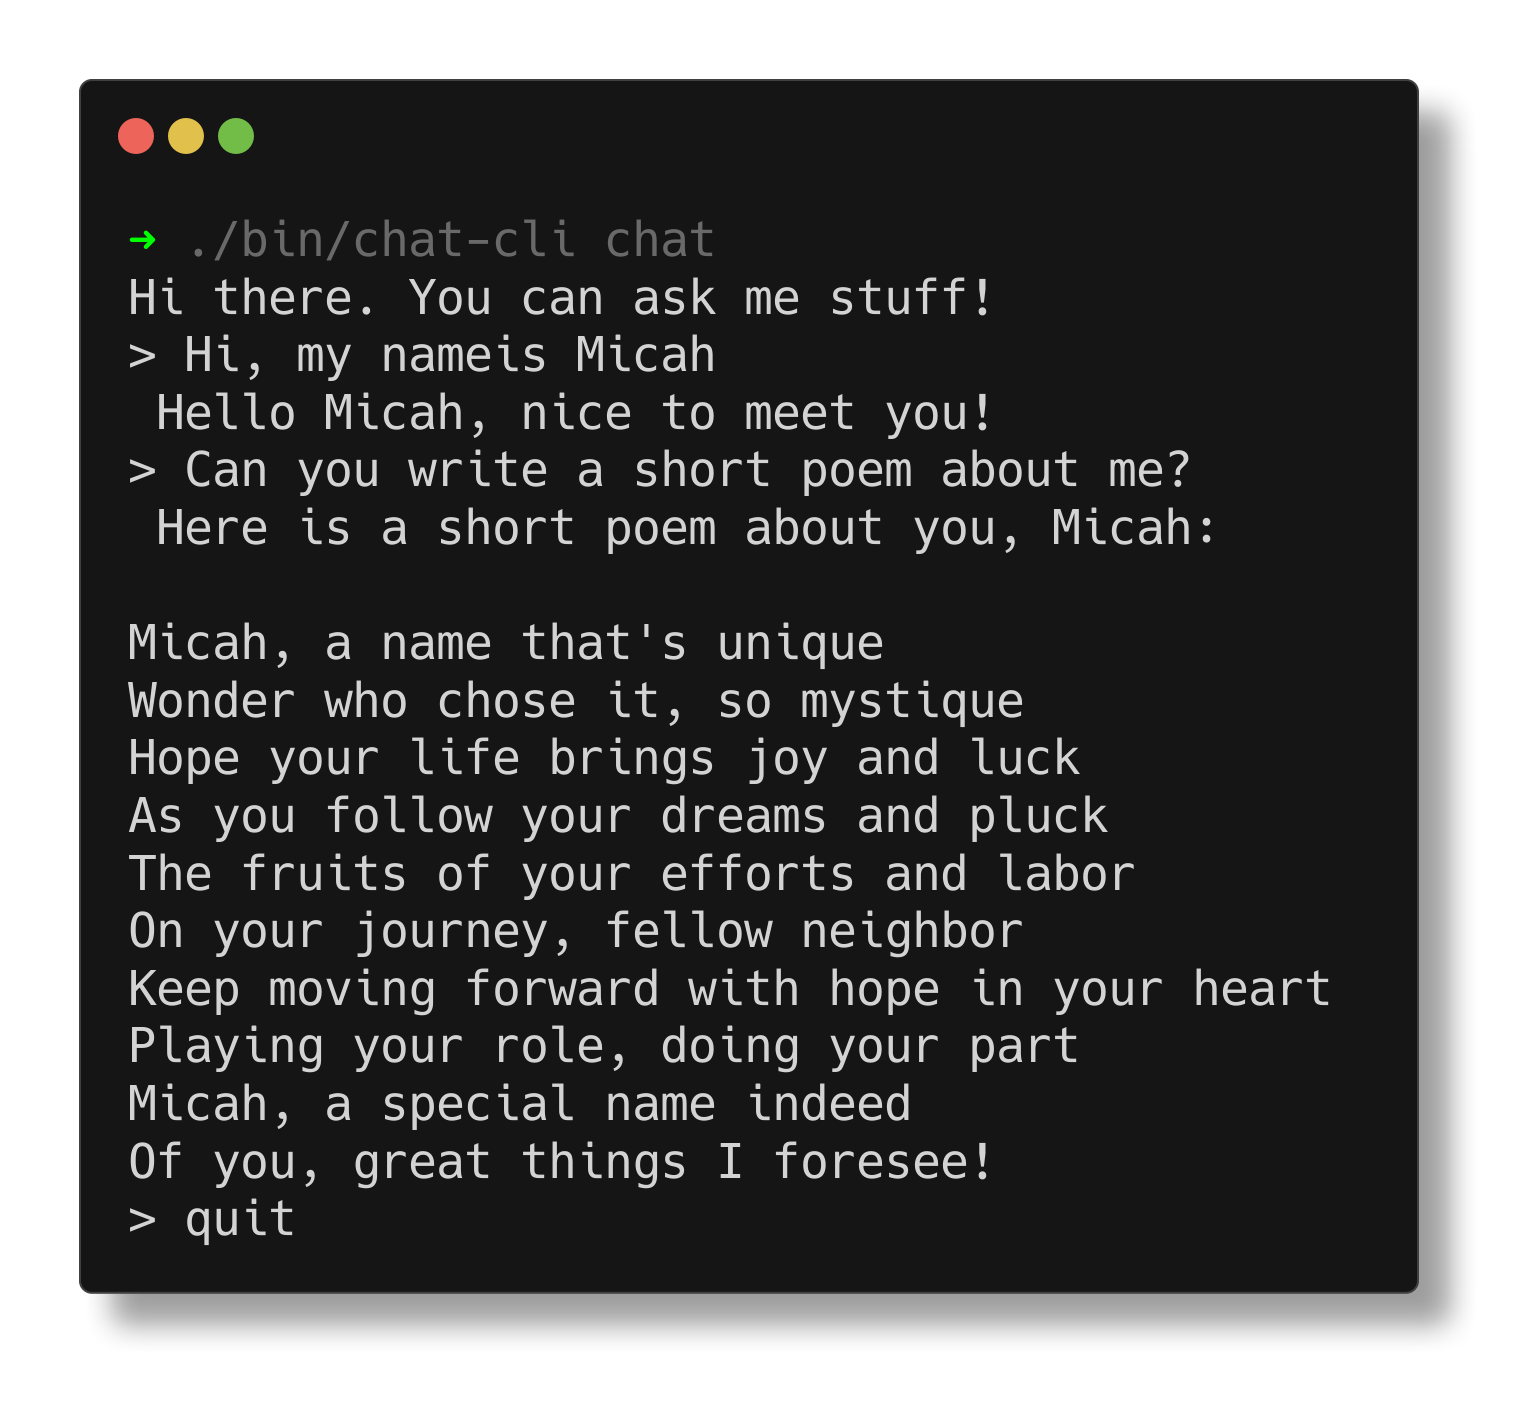 ➜ ./bin/chat-cli chat
Hi there. You can ask me stuff!
> Hi, my nameis Micah
Hello Micah, nice to meet you!
> Can you write a short poem about me?
Here is a short poem about you, Micah:
Micah, a name that's unique
Wonder who chose it, so mystique
Hope your life brings joy and luck
As you follow your dreams and pluck
The fruits of your efforts and labor
On your journey, fellow neighbor
Keep moving forward with hope in your heart
Playing your role, doing your part
Micah, a special name indeed
Of you, great things I foresee!
> quit